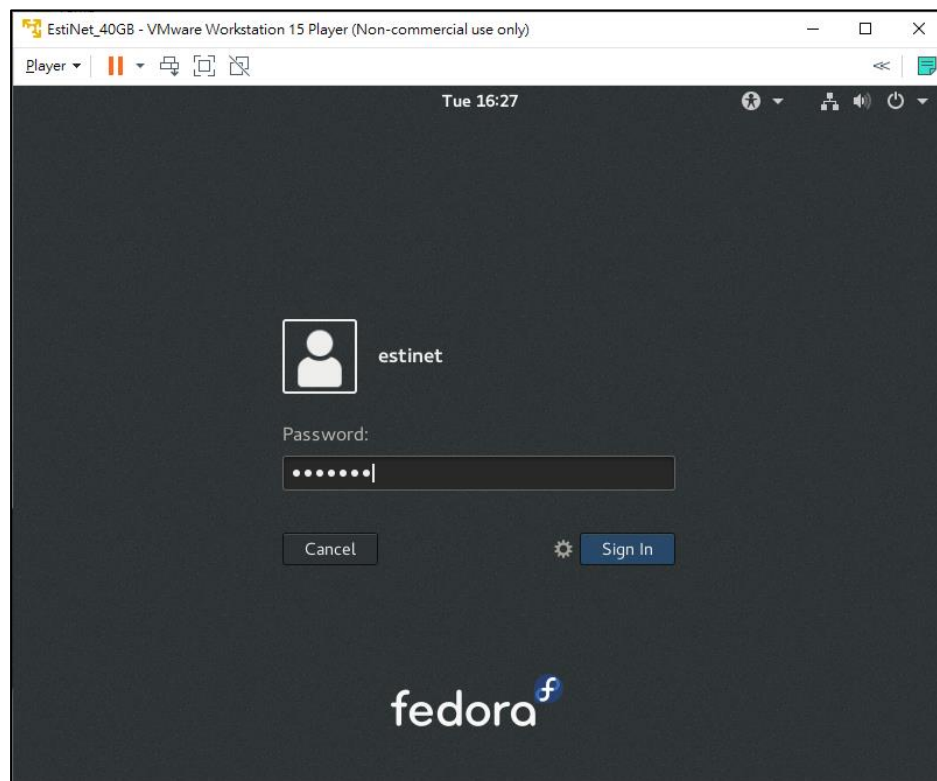 EstiNet_40GB - VMware Workstation 15 Player (Non-commercial use only)
Player
Tue 16:27
estinet
Password:
Cancel
Sign In
fedora